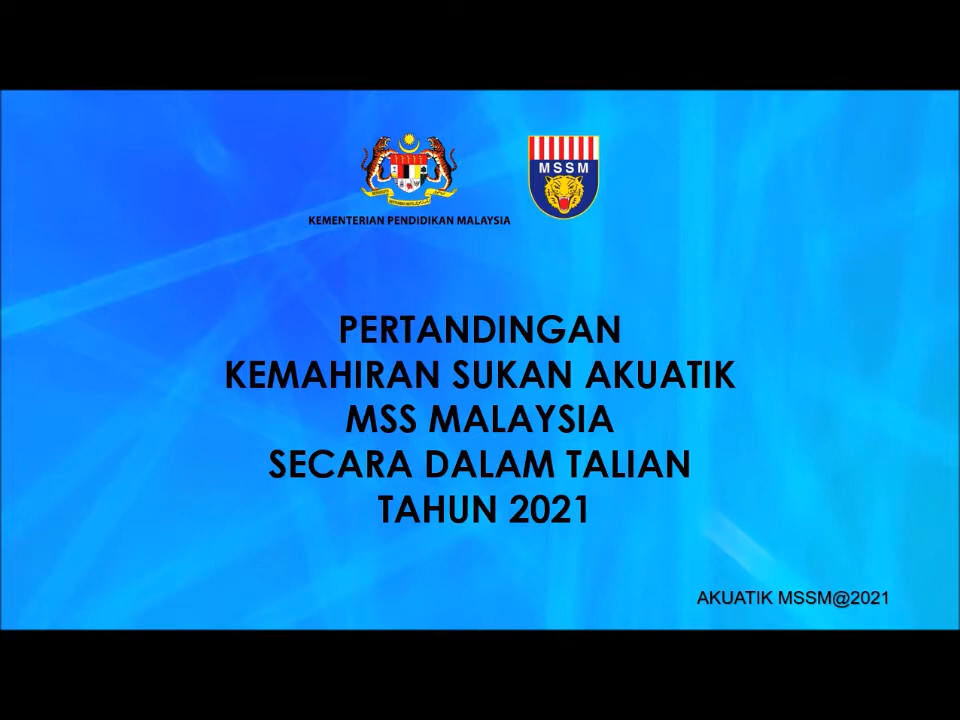 MSSM
KEMENTERIAN PENDIDIKAN MALAYSIA
PERTANDINGAN
KEMAHIRAN SUKAN AKUATIK
MSS MALAYSIA
SECARA DALAM TALIAN
TAHUN 2021
AKUATIK MSSM@2021